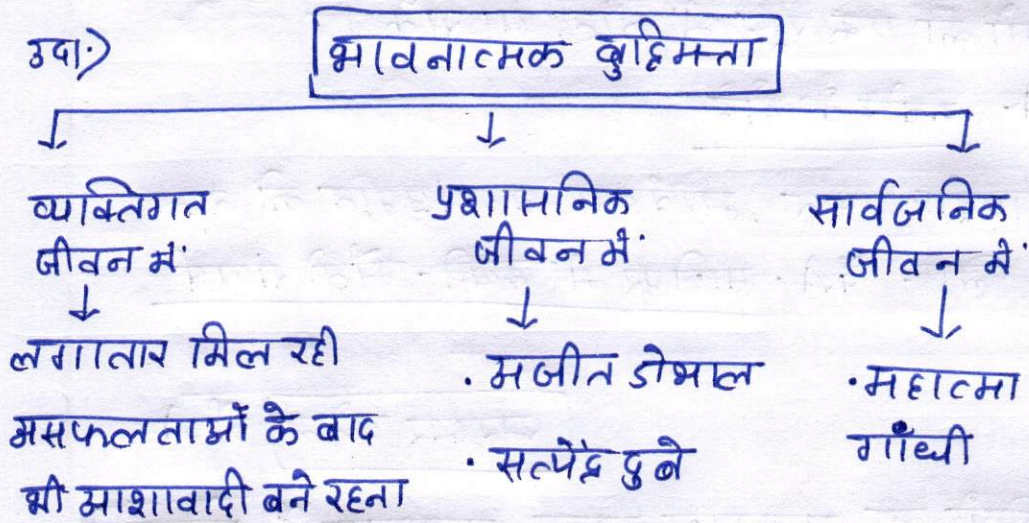 उदा.)
भावनात्मक बुद्धिमत्ता
व्यक्तिगत
जीवन में
प्रशासनिक
जीवन में
सार्वजनिक
जीवन में
लगातार मिल रही
असफलताओं के बाद
भी आशावादी बने रहना
• अजीत डोभाल
• सत्येंद्र दुबे
• महात्मा
गाँधी